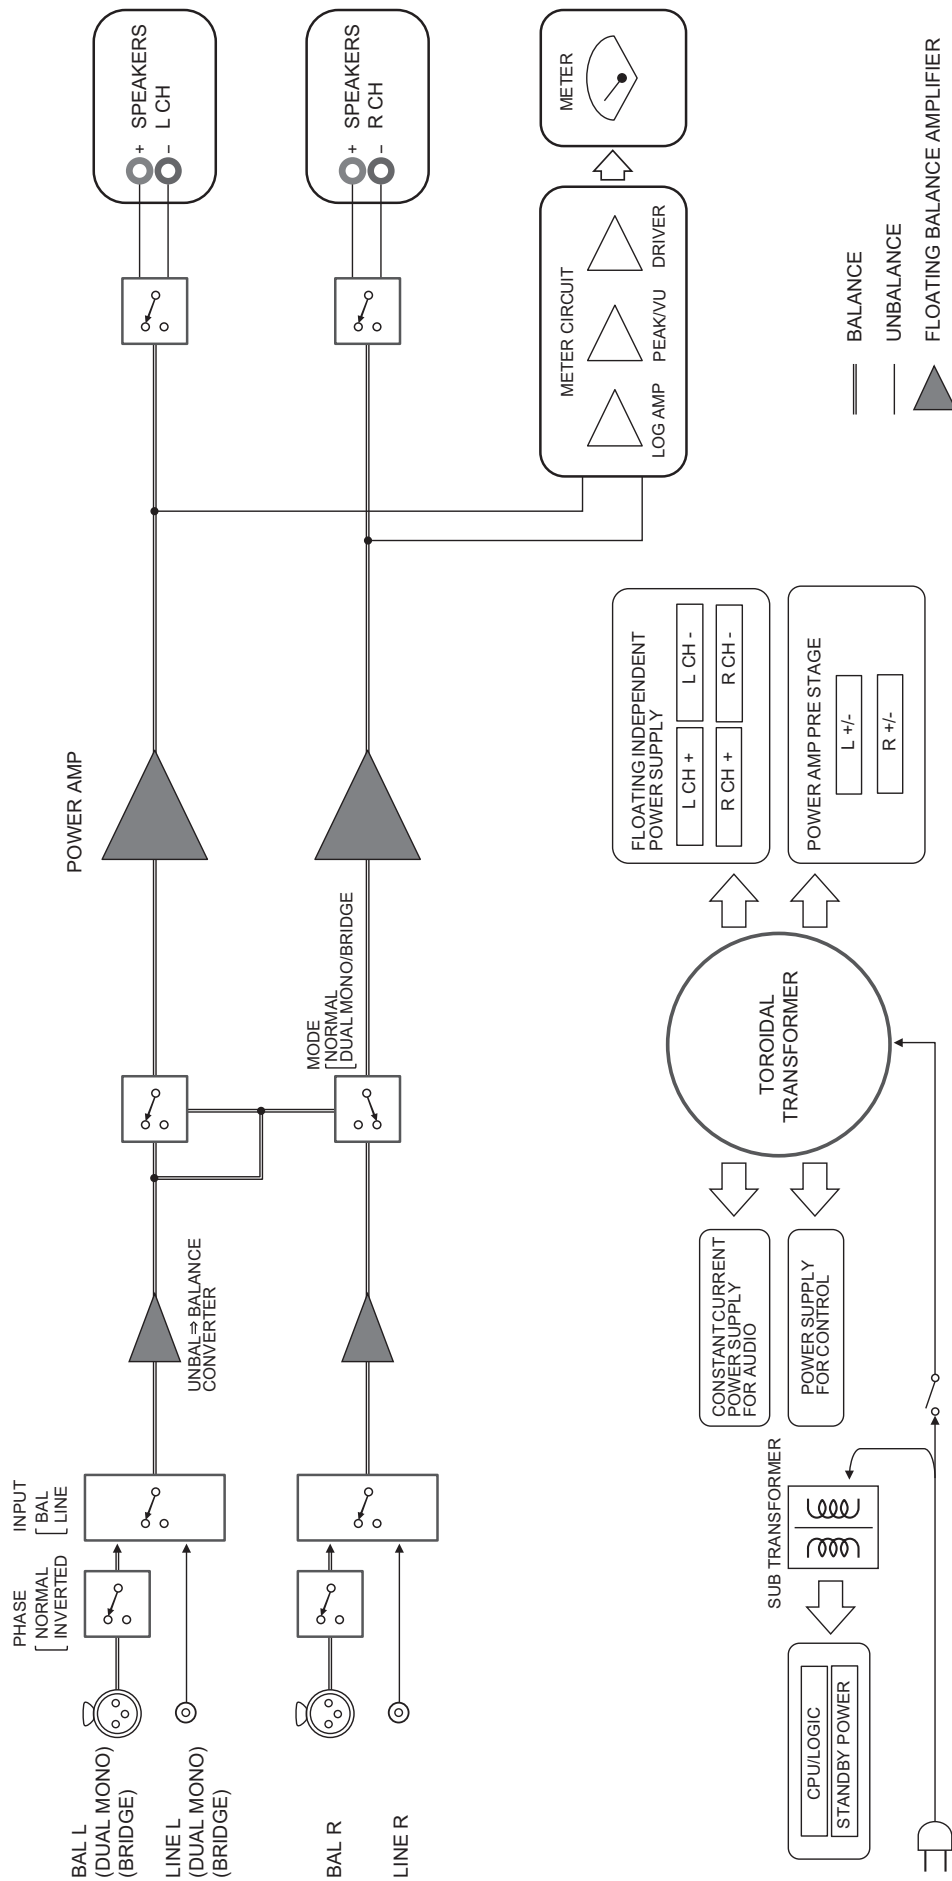 PHASE
NORMAL
INVERTED
INPUT
BAL
LINE
BAL L
(DUAL MONO)
(BRIDGE)
LINE L
(DUAL MONO)
(BRIDGE)
UNBAL⇒BALANCE
CONVERTER
POWER AMP
+
SPEAKERS
L CH
-
BAL R
LINE R
MODE
NORMAL
DUAL MONO/BRIDGE
+
SPEAKERS
R CH
-
METER CIRCUIT
LOG AMP
PEAK/VU
DRIVER
METER
SUB TRANSFORMER
CPU/LOGIC
STANDBY POWER
CONSTANT CURRENT
POWER SUPPLY
FOR AUDIO
POWER SUPPLY
FOR CONTROL
TOROIDAL
TRANSFORMER
FLOATING INDEPENDENT
POWER SUPPLY
L CH +
L CH -
R CH +
R CH -
POWER AMP PRE STAGE
L +/-
R +/-
BALANCE
UNBALANCE
FLOATING BALANCE AMPLIFIER